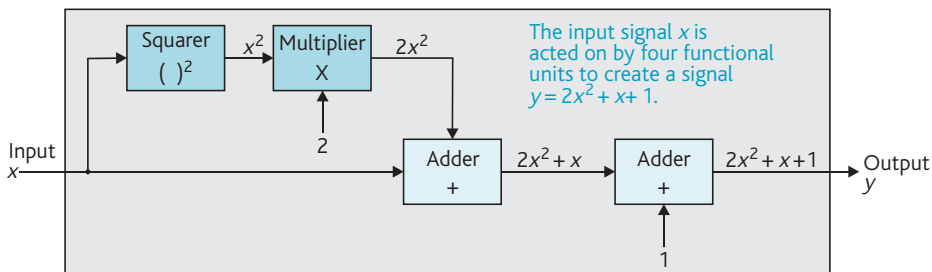 Squarer
( )²
x²
Multiplier
X
2x²
The input signal x is
acted on by four functional
units to create a signal
y = 2x² + x + 1.
2
Input
x
Adder
+
2x² + x
Adder
+
2x² + x + 1
Output
y
1